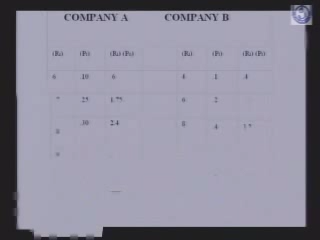 COMPANY A COMPANY B
(Ri) (Pi) (Ri) (Pi) (Ri) (Pi) (Ri) (Pi)
6 .10 .6 4 .1 .4
7 .25 1.75 6 2
8 .30 2.4 8 .4
9